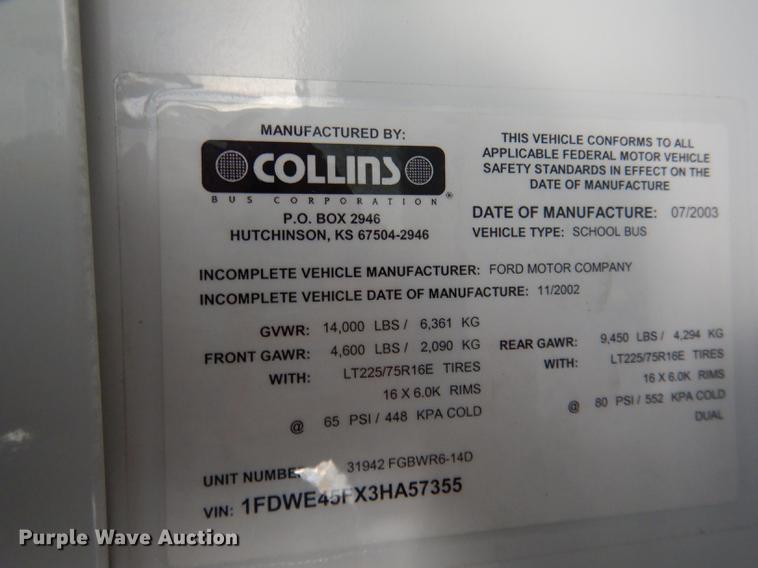 MANUFACTURED BY:
COLLINS
BUS CORPORATION®
P.O. BOX 2946
HUTCHINSON, KS 67504-2946
THIS VEHICLE CONFORMS TO ALL
APPLICABLE FEDERAL MOTOR VEHICLE
SAFETY STANDARDS IN EFFECT ON THE
DATE OF MANUFACTURE
DATE OF MANUFACTURE: 07/2003
VEHICLE TYPE: SCHOOL BUS
INCOMPLETE VEHICLE MANUFACTURER: FORD MOTOR COMPANY
INCOMPLETE VEHICLE DATE OF MANUFACTURE: 11/2002
GVWR: 14,000 LBS / 6,361 KG
FRONT GAWR: 4,600 LBS / 2,090 KG
WITH: LT225/75R16E TIRES
16 X 6.0K RIMS
@ 65 PSI / 448 KPA COLD
REAR GAWR: 9,450 LBS / 4,294 KG
WITH: LT225/75R16E TIRES
16 X 6.0K RIMS
@ 80 PSI / 552 KPA COLD
DUAL
UNIT NUMBER: 31942 FGBWR6-14D
VIN: 1FDWE45FX3HA57355
Purple Wave Auction